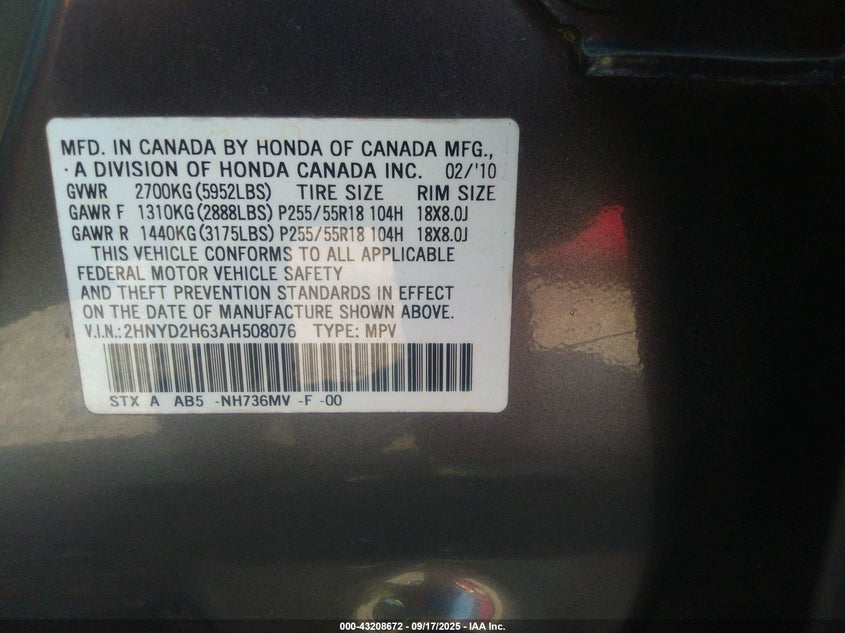 MFD. IN CANADA BY HONDA OF CANADA MFG.,
A DIVISION OF HONDA CANADA INC. 02/'10
GVWR 2700KG (5952LBS) TIRE SIZE RIM SIZE
GAWR F 1310KG (2888LBS) P255/55R18 104H 18X8.0J
GAWR R 1440KG (3175LBS) P255/55R18 104H 18X8.0J
THIS VEHICLE CONFORMS TO ALL APPLICABLE
FEDERAL MOTOR VEHICLE SAFETY
AND THEFT PREVENTION STANDARDS IN EFFECT
ON THE DATE OF MANUFACTURE SHOWN ABOVE.
V.I.N.:2HNYD2H63AH508076 TYPE: MPV
STX A AB5 -NH736MV -F -00
000-43208672 - 09/17/2025 - IAA Inc.